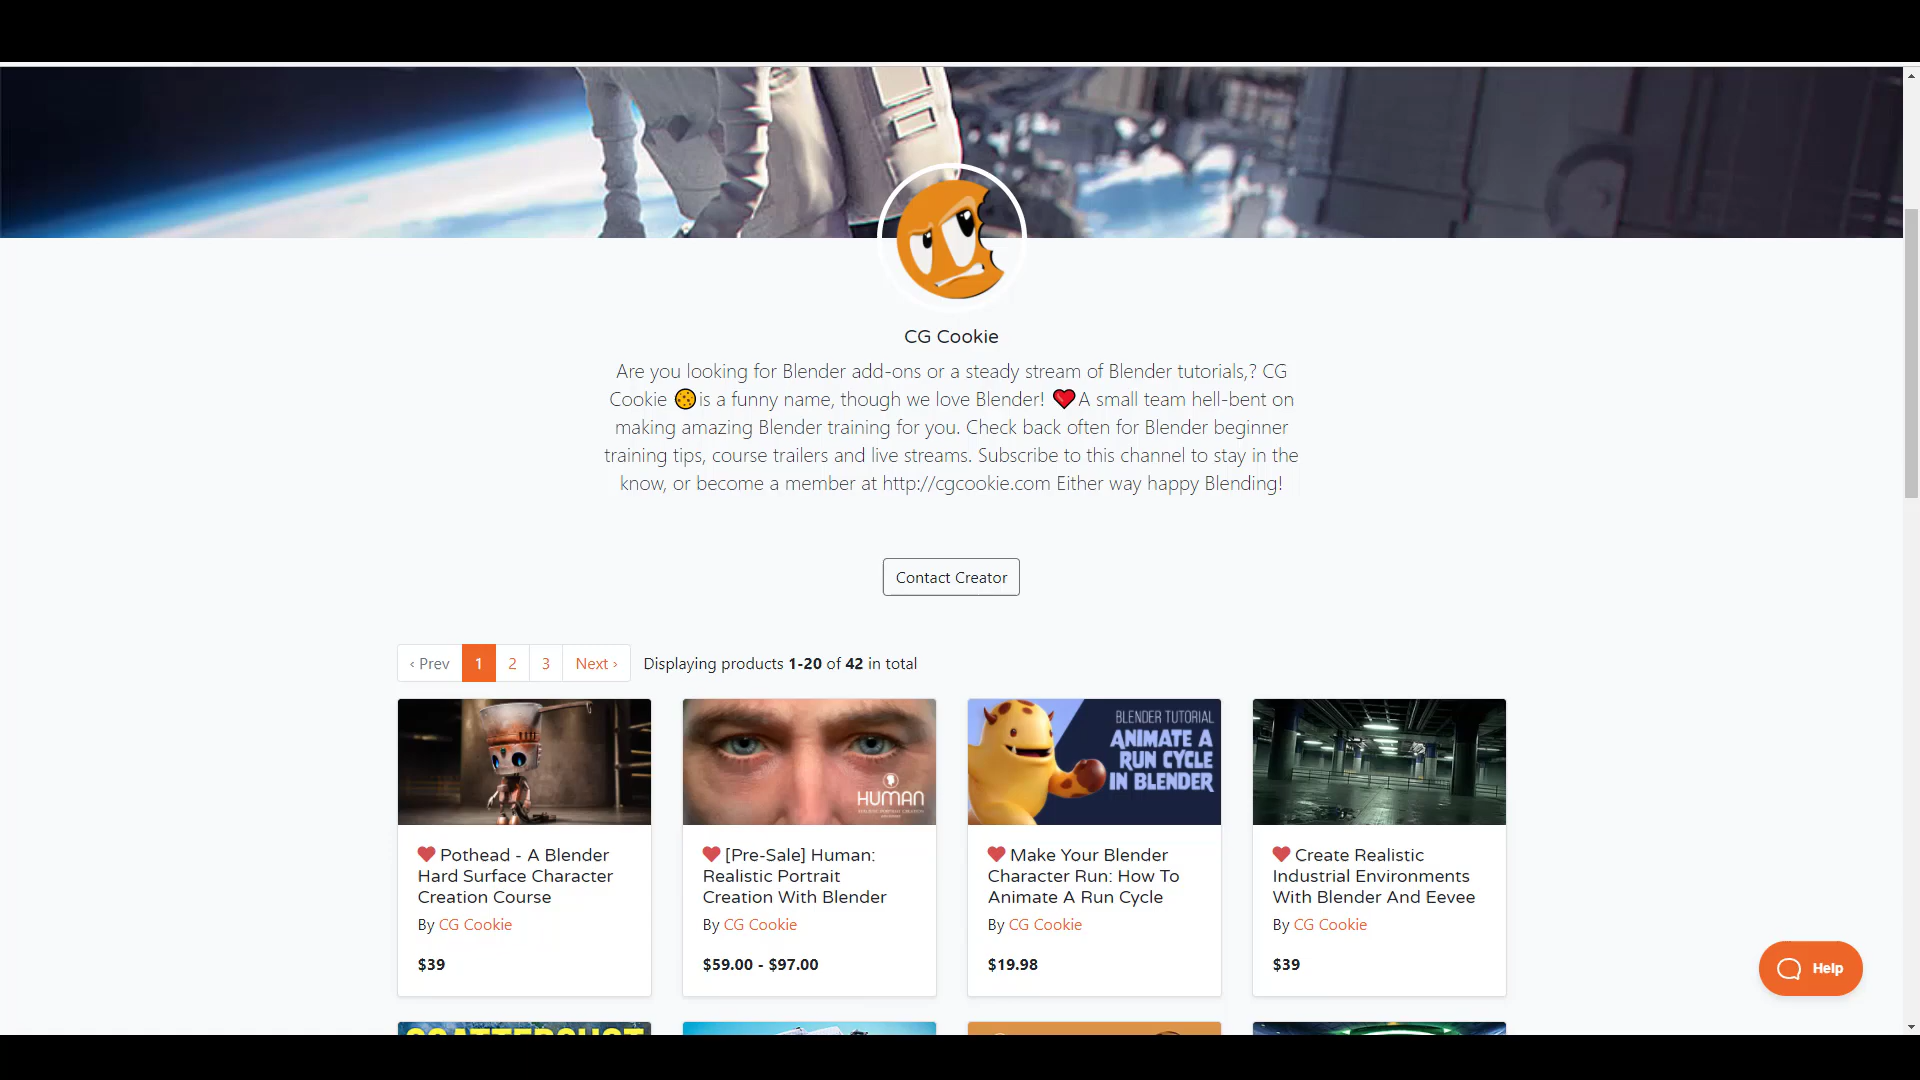 CG Cookie
Are you looking for Blender add-ons or a steady stream of Blender tutorials,? CG
Cookie 🍪is a funny name, though we love Blender! ❤️A small team hell-bent on
making amazing Blender training for you. Check back often for Blender beginner
training tips, course trailers and live streams. Subscribe to this channel to stay in the
know, or become a member at http://cgcookie.com Either way happy Blending!
Contact Creator
‹ Prev 1 2 3 Next › Displaying products 1-20 of 42 in total
HUMAN
BLENDER TUTORIAL
ANIMATE A
RUN CYCLE
IN BLENDER
Pothead - A Blender
Hard Surface Character
Creation Course
By CG Cookie
$39
[Pre-Sale] Human:
Realistic Portrait
Creation With Blender
By CG Cookie
$59.00 - $97.00
Make Your Blender
Character Run: How To
Animate A Run Cycle
By CG Cookie
$19.98
Create Realistic
Industrial Environments
With Blender And Eevee
By CG Cookie
$39
Help